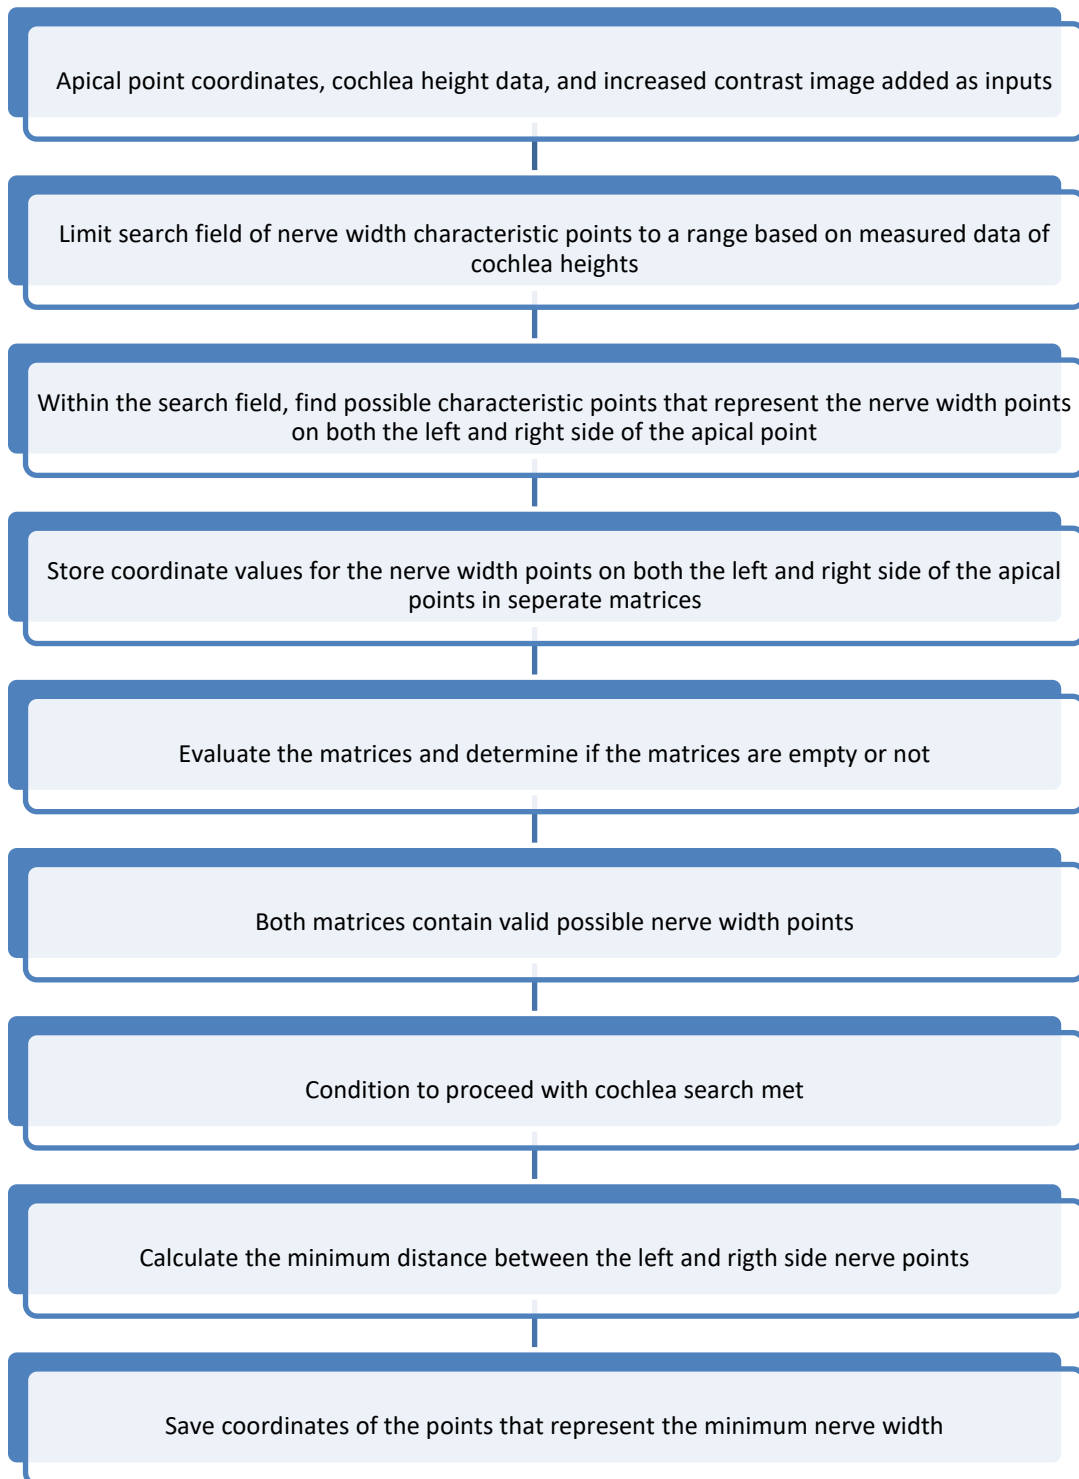 Apical point coordinates, cochlea height data, and increased contrast image added as inputs
Limit search field of nerve width characteristic points to a range based on measured data of
cochlea heights
Within the search field, find possible characteristic points that represent the nerve width points
on both the left and right side of the apical point
Store coordinate values for the nerve width points on both the left and right side of the apical
points in seperate matrices
Evaluate the matrices and determine if the matrices are empty or not
Both matrices contain valid possible nerve width points
Condition to proceed with cochlea search met
Calculate the minimum distance between the left and rigth side nerve points
Save coordinates of the points that represent the minimum nerve width